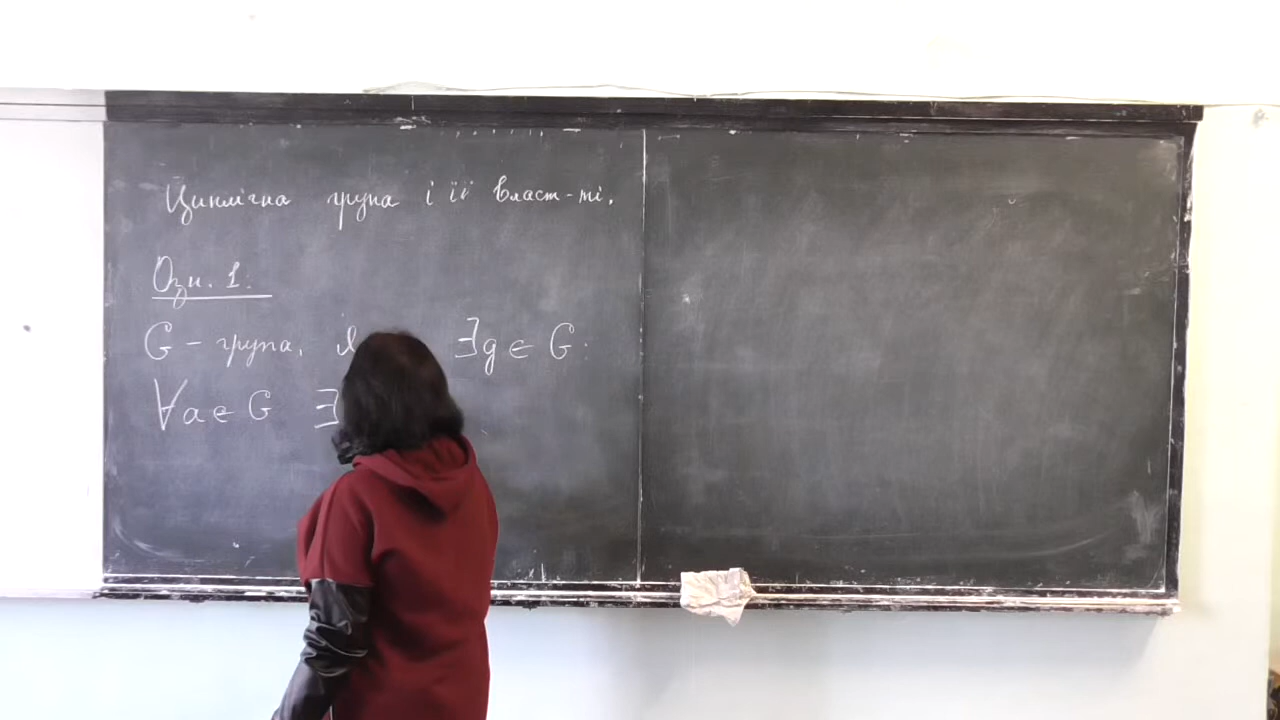 Циклічна група і її власт-ті.
Озн. 1:
G - група, ∃g ∈ G:
∀a ∈ G ∃